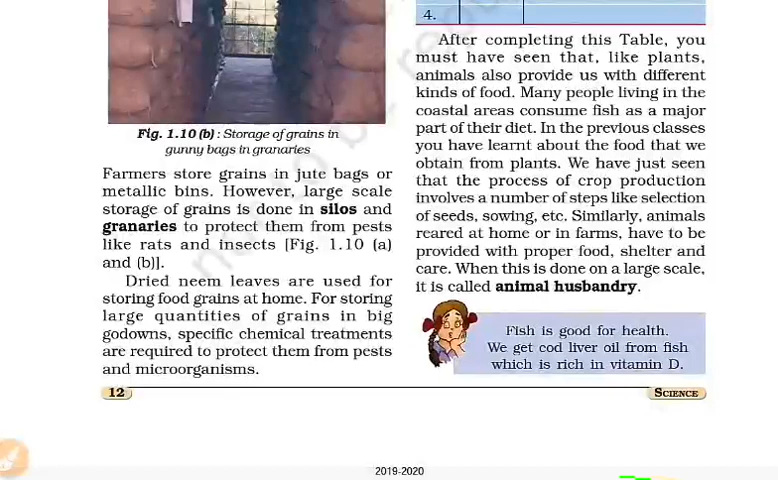 Fig. 1.10 (b) : Storage of grains in
gunny bags in granaries
Farmers store grains in jute bags or
metallic bins. However, large scale
storage of grains is done in silos and
granaries to protect them from pests
like rats and insects [Fig. 1.10 (a)
and (b)].
Dried neem leaves are used for
storing food grains at home. For storing
large quantities of grains in big
godowns, specific chemical treatments
are required to protect them from pests
and microorganisms.
4.
After completing this Table, you
must have seen that, like plants,
animals also provide us with different
kinds of food. Many people living in the
coastal areas consume fish as a major
part of their diet. In the previous classes
you have learnt about the food that we
obtain from plants. We have just seen
that the process of crop production
involves a number of steps like selection
of seeds, sowing, etc. Similarly, animals
reared at home or in farms, have to be
provided with proper food, shelter and
care. When this is done on a large scale,
it is called animal husbandry.
Fish is good for health.
We get cod liver oil from fish
which is rich in vitamin D.
12
SCIENCE
2019-2020